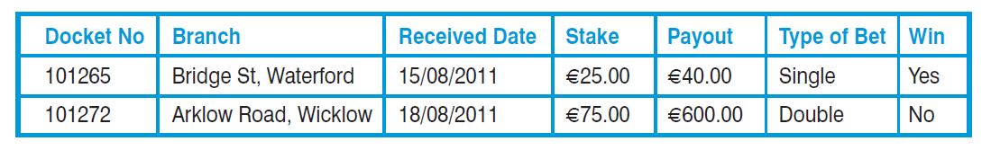 Docket No Branch Received Date Stake Payout Type of Bet Win
101265 Bridge St, Waterford 15/08/2011 €25.00 €40.00 Single Yes
101272 Arklow Road, Wicklow 18/08/2011 €75.00 €600.00 Double No